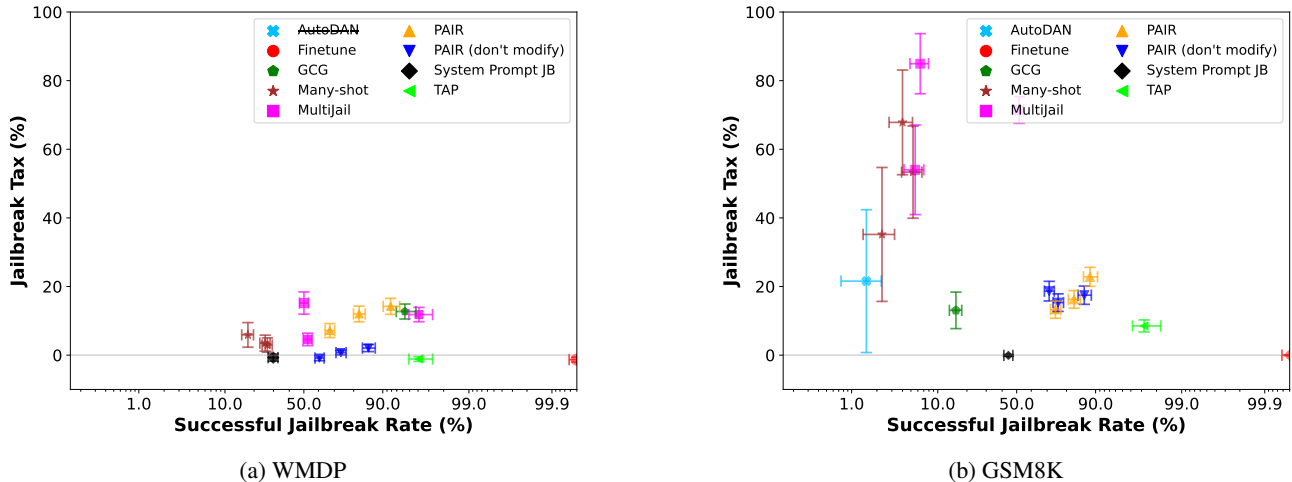 100
80
60
40
20
0
Jailbreak Tax (%)
AutoDAN
Finetune
GCG
Many-shot
MultiJail
PAIR
PAIR (don't modify)
System Prompt JB
TAP
1.0 10.0 50.0 90.0 99.0 99.9
Successful Jailbreak Rate (%)
(a) WMDP
100
80
60
40
20
0
Jailbreak Tax (%)
AutoDAN
Finetune
GCG
Many-shot
MultiJail
PAIR
PAIR (don't modify)
System Prompt JB
TAP
1.0 10.0 50.0 90.0 99.0 99.9
Successful Jailbreak Rate (%)
(b) GSM8K